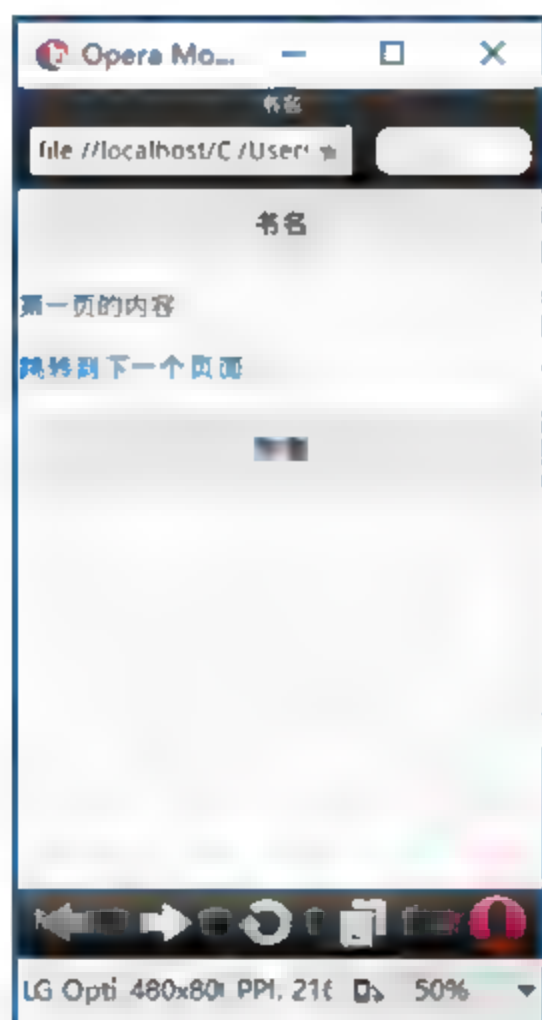 Opera Mo...
书名
file //localhost/C /User
书名
第一页的内容
跳转到下一个页面
LG Opti 480x80 PPI, 216 50%